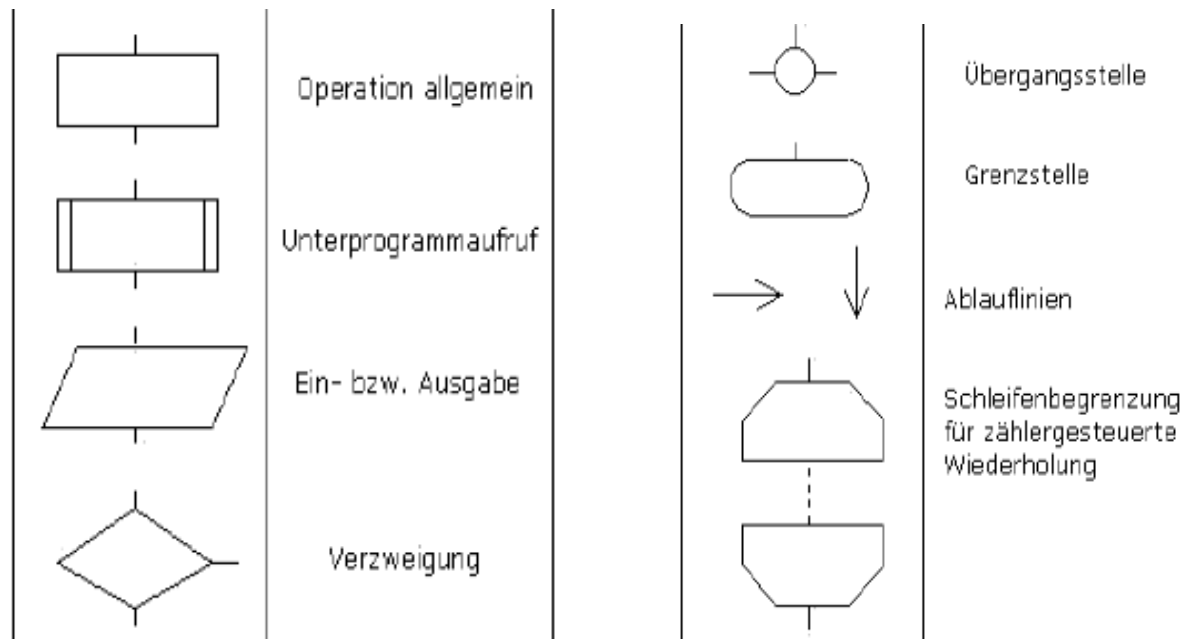 Operation allgemein
Unterprogrammaufruf
Ein- bzw. Ausgabe
Verzweigung
Übergangsstelle
Grenzstelle
Ablauflinien
Schleifenbegrenzung
für zählergesteuerte
Wiederholung